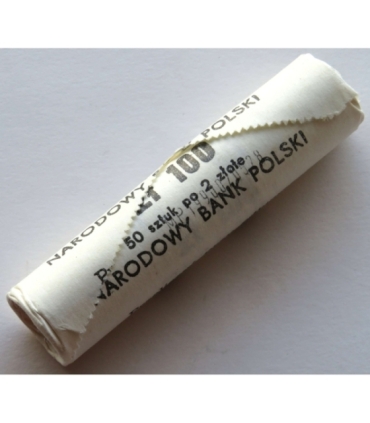 NARODOWY POLSKI
zł 100
50 sztuk po 2 złote
NARODOWY BANK POLSKI